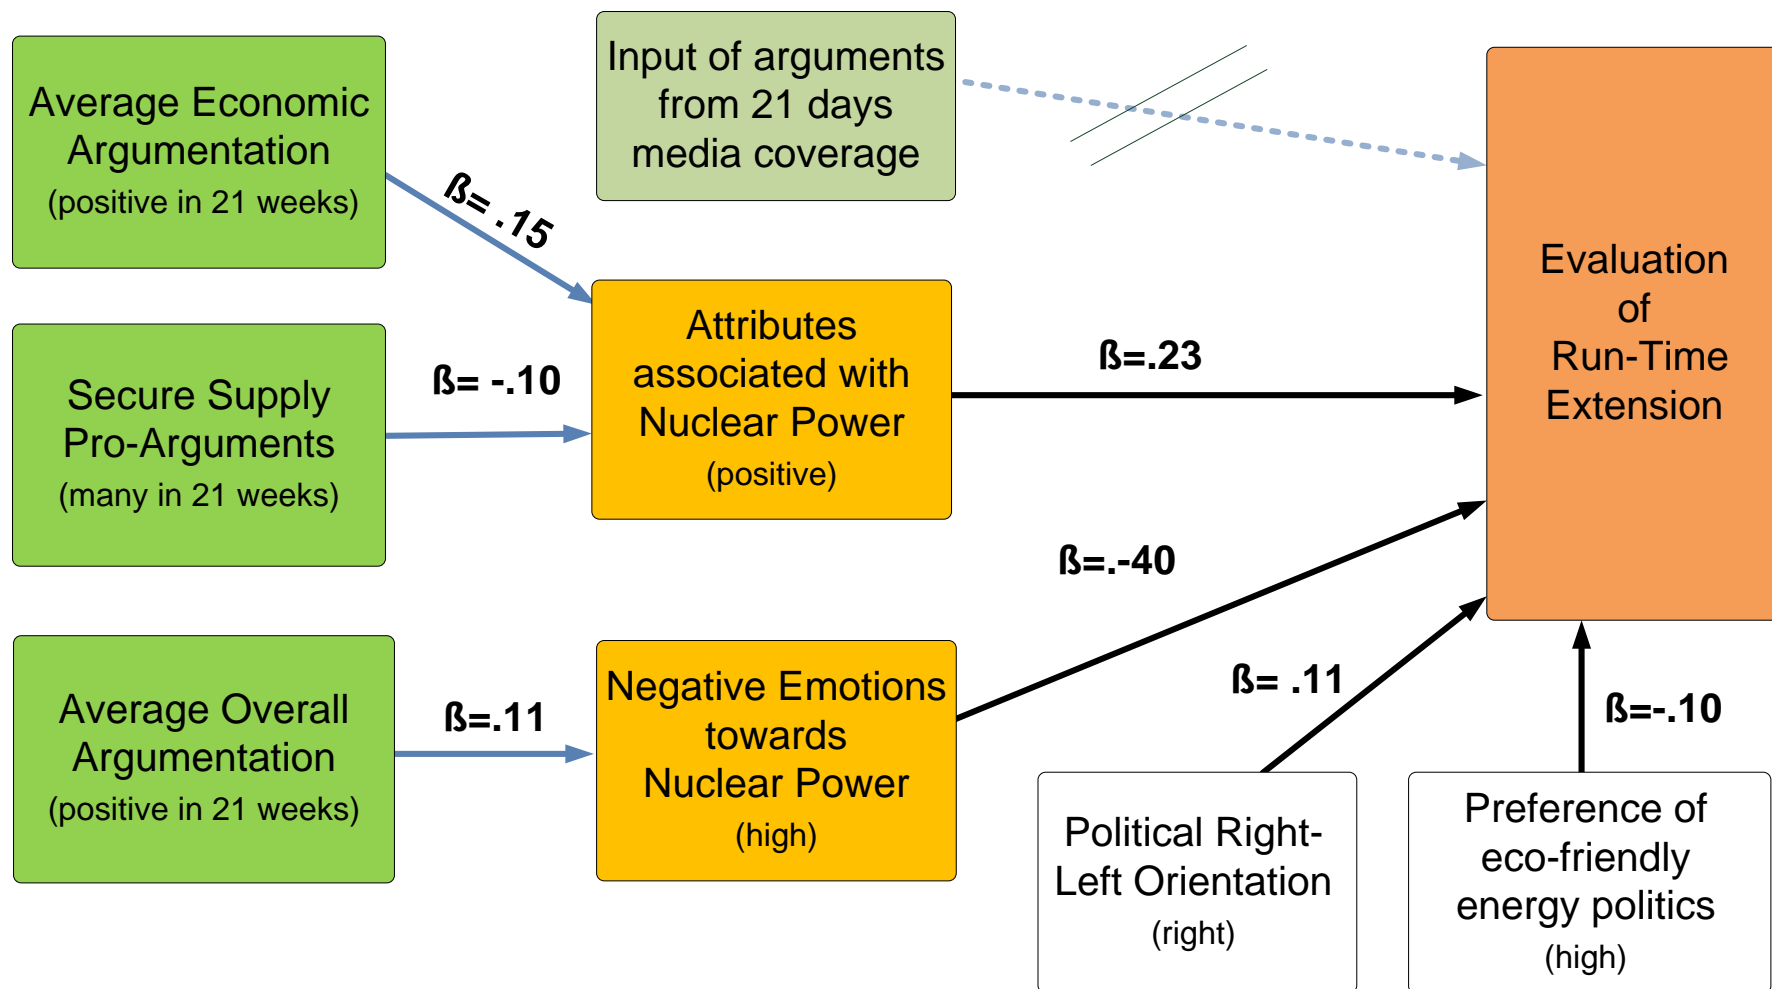 Average Economic
Argumentation
(positive in 21 weeks)
Input of arguments
from 21 days
media coverage
ß= .15
Secure Supply
Pro-Arguments
(many in 21 weeks)
ß= -.10
Attributes
associated with
Nuclear Power
(positive)
ß=.23
Evaluation
of
Run-Time
Extension
Average Overall
Argumentation
(positive in 21 weeks)
ß=.11
Negative Emotions
towards
Nuclear Power
(high)
ß=.-40
ß= .11
ß=-.10
Political Right-
Left Orientation
(right)
Preference of
eco-friendly
energy politics
(high)